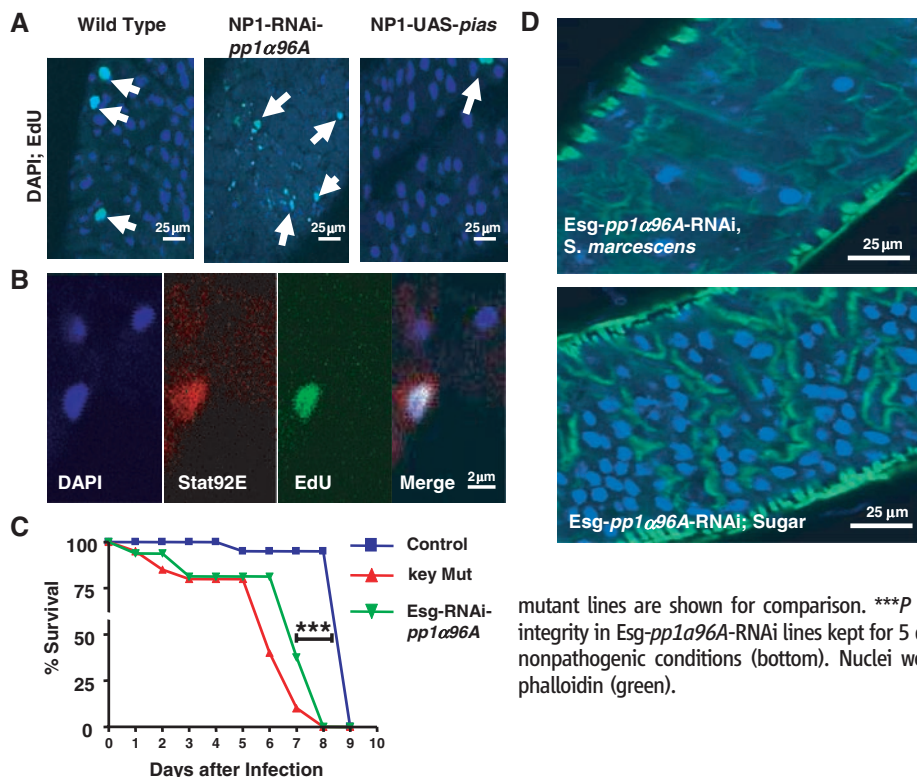 A
Wild Type
NP1-RNAi-
pp1α96A
NP1-UAS-pias
DAPI; EdU
25 µm
25 µm
25 µm
B
DAPI
Stat92E
EdU
Merge
2µm
C
% Survival
100
75
50
25
0
0 1 2 3 4 5 6 7 8 9 10
Days after Infection
***
Control
key Mut
Esg-RNAi-
pp1α96A
D
Esg-pp1α96A-RNAi,
S. marcescens
25 µm
Esg-pp1α96A-RNAi; Sugar
25 µm
mutant lines are shown for comparison. ***P
integrity in Esg-pp1a96A-RNAi lines kept for 5
nonpathogenic conditions (bottom). Nuclei
phalloidin (green).